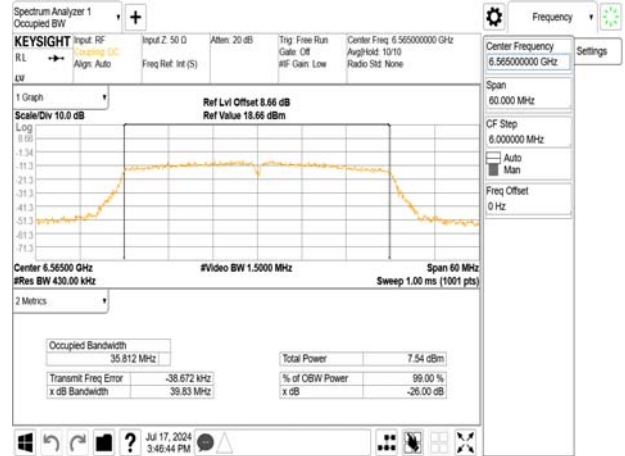 Spectrum Analyzer 1
Occupied BW
Frequency
KEYSIGHT
Input: RF
Input Z: 50 Ω
Atten: 20 dB
Trig: Free Run
Center Freq: 6.565000000 GHz
RL
Coupling: DC
Gate: Off
Avg|Hold: 10/10
Align: Auto
Freq Ref: Int (S)
#IF Gain: Low
Radio Std: None
Center Frequency
6.565000000 GHz
Settings
Span
60.000 MHz
CF Step
6.000000 MHz
Auto
Man
Freq Offset
0 Hz
1 Graph
Ref Lvl Offset 8.66 dB
Scale/Div 10.0 dB
Ref Value 18.66 dBm
Log
8.66
-1.34
-11.3
-21.3
-31.3
-41.3
-51.3
-61.3
-71.3
Center 6.56500 GHz
#Video BW 1.5000 MHz
Span 60 MHz
#Res BW 430.00 kHz
Sweep 1.00 ms (1001 pts)
2 Metrics
Occupied Bandwidth
35.812 MHz
Total Power
7.54 dBm
Transmit Freq Error
-38.672 kHz
% of OBW Power
99.00 %
x dB Bandwidth
39.83 MHz
x dB
-26.00 dB
Jul 17, 2024
3:46:44 PM